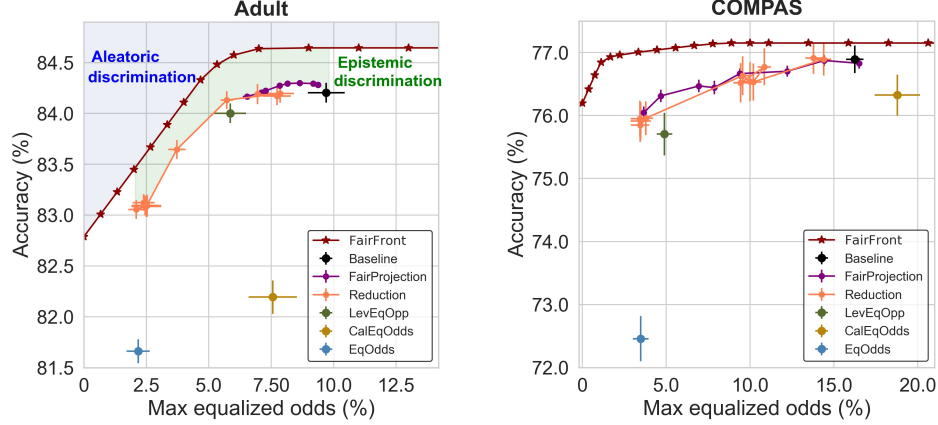 Adult
Accuracy (%)
84.5
84.0
83.5
83.0
82.5
82.0
81.5
Aleatoric
discrimination
Epistemic
discrimination
FairFront
Baseline
FairProjection
Reduction
LevEqOpp
CalEqOdds
EqOdds
0 2.5 5.0 7.50 10.0 12.5
Max equalized odds (%)
COMPAS
Accuracy (%)
77.0
76.0
75.0
74.0
73.0
72.0
FairFront
Baseline
FairProjection
Reduction
LevEqOpp
CalEqOdds
EqOdds
0 5.0 10.0 15.0 20.0
Max equalized odds (%)